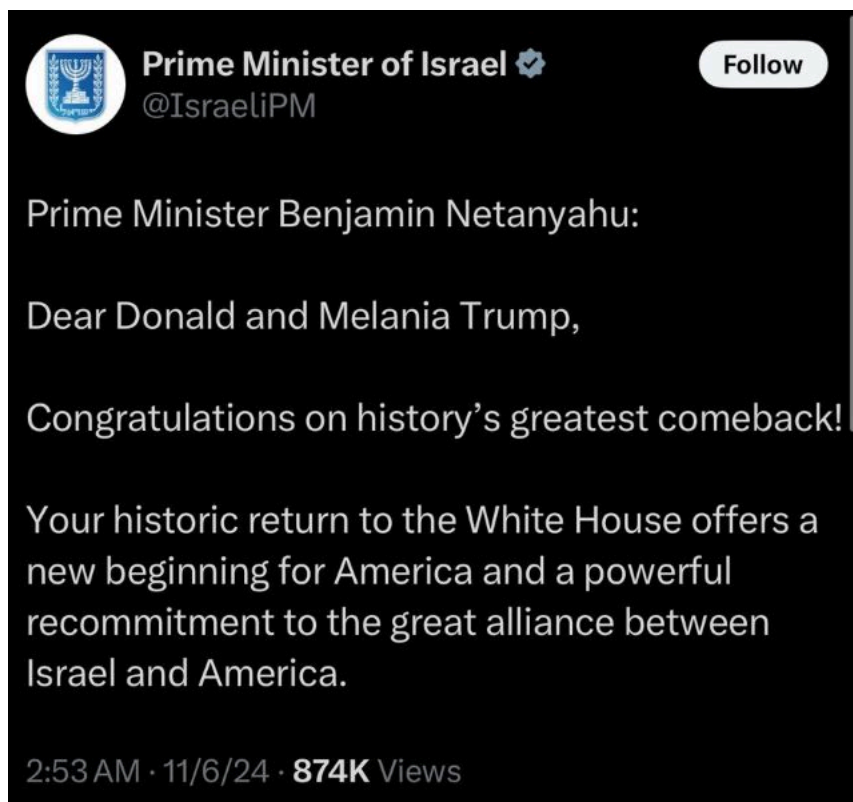 Prime Minister of Israel
Follow
@IsraeliPM
Prime Minister Benjamin Netanyahu:
Dear Donald and Melania Trump,
Congratulations on history’s greatest comeback!
Your historic return to the White House offers a
new beginning for America and a powerful
recommitment to the great alliance between
Israel and America.
2:53 AM · 11/6/24 · 874K Views